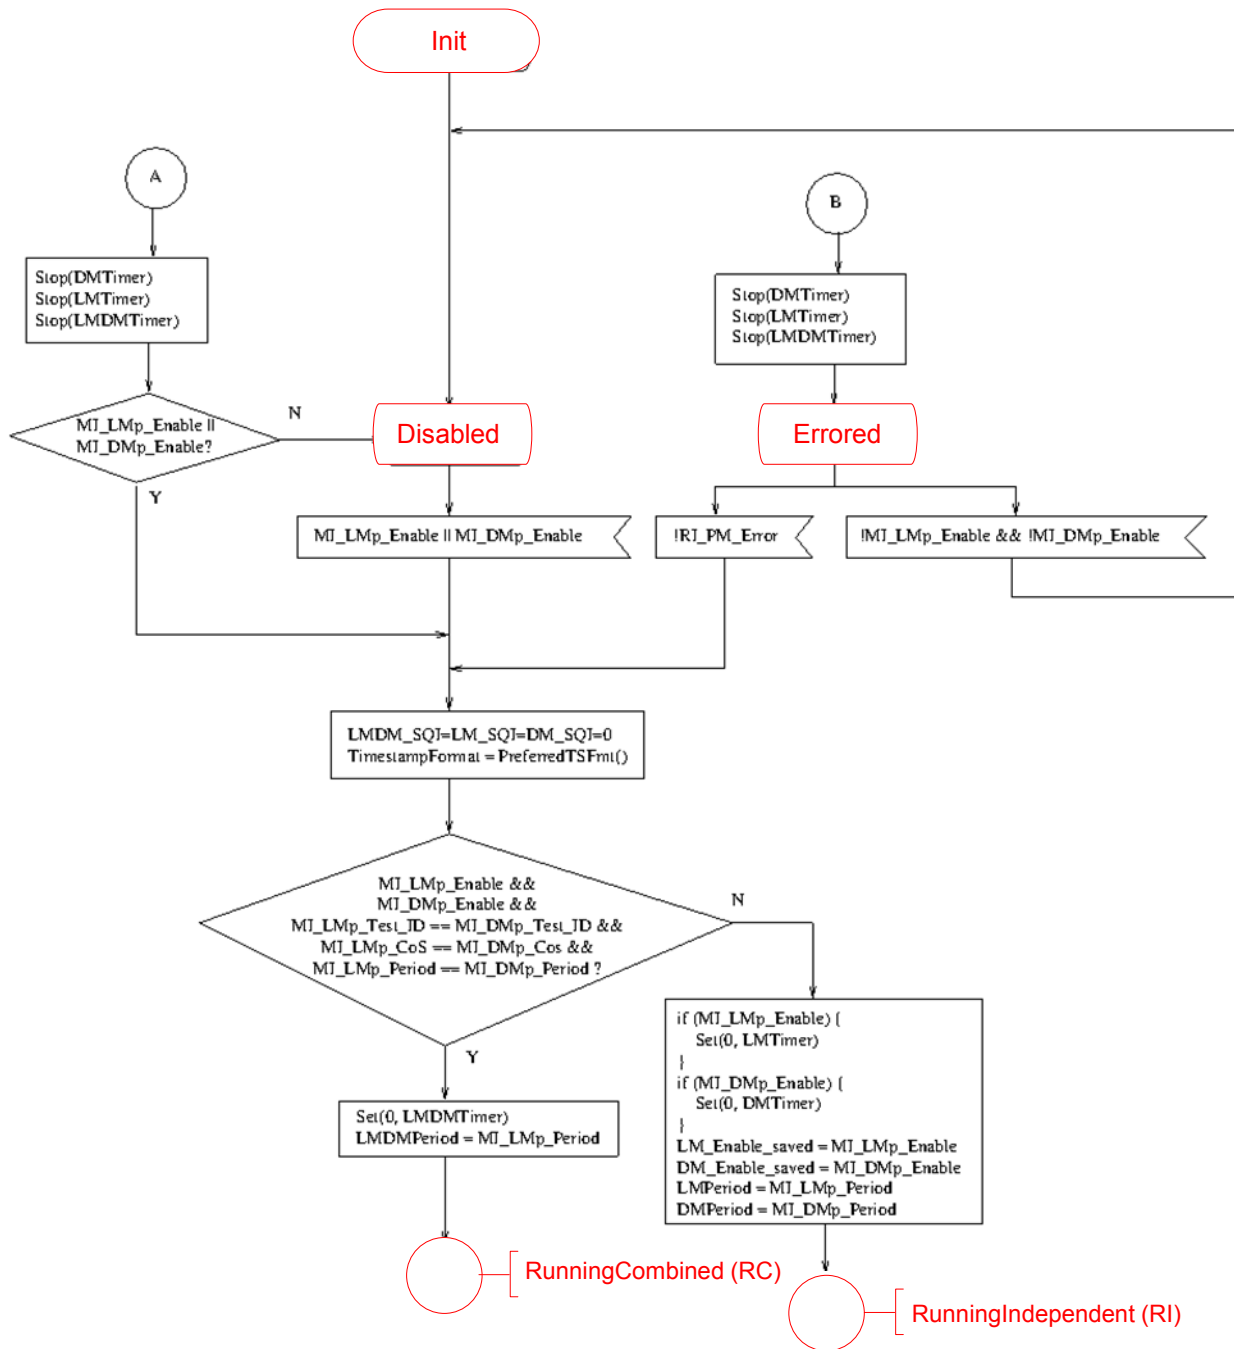 Init
A
B
Stop(DMTimer)
Stop(LMTimer)
Stop(LMDMTimer)
Stop(DMTimer)
Stop(LMTimer)
Stop(LMDMTimer)
MI_LMp_Enable ||
MI_DMp_Enable?
N
Y
Disabled
Errored
MI_LMp_Enable || MI_DMp_Enable
!RI_PM_Error
!MI_LMp_Enable && !MI_DMp_Enable
LMDM_SQI=LM_SQI=DM_SQI=0
TimestampFormat = PreferredTSFmt()
MI_LMp_Enable &&
MI_DMp_Enable &&
MI_LMp_Test_ID == MI_DMp_Test_ID &&
MI_LMp_CoS == MI_DMp_Cos &&
MI_LMp_Period == MI_DMp_Period ?
N
Y
if (MI_LMp_Enable) {
Set(0, LMTimer)
}
if (MI_DMp_Enable) {
Set(0, DMTimer)
}
LM_Enable_saved = MI_LMp_Enable
DM_Enable_saved = MI_DMp_Enable
LMPeriod = MI_LMp_Period
DMPeriod = MI_DMp_Period
Set(0, LMDMTimer)
LMDMPeriod = MI_LMp_Period
RunningCombined (RC)
RunningIndependent (RI)